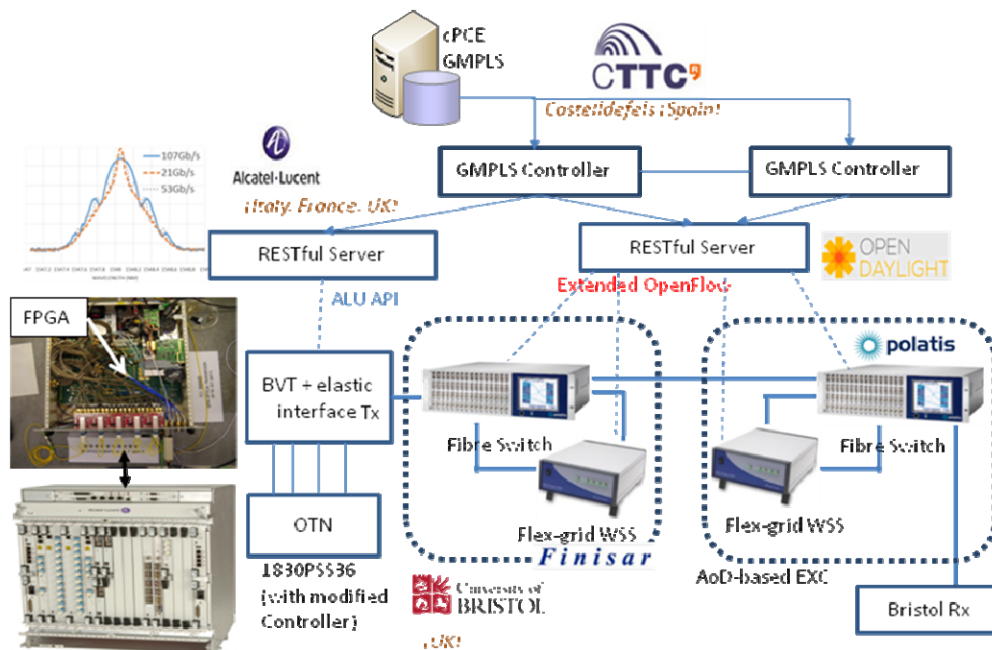 cPCE
GMPLS
CTTC
Castelldefels (Spain)
107Gb/s
21Gb/s
53Gb/s
Alcatel·Lucent
(Italy, France, UK)
WAVELENGTH (NM)
GMPLS Controller
GMPLS Controller
RESTful Server
RESTful Server
OPEN
DAYLIGHT
ALU API
Extended OpenFlow
FPGA
polatis
BVT + elastic
interface Tx
Fibre Switch
Fibre Switch
OTN
Flex-grid WSS
Flex-grid WSS
Finisar
1830PSS36
(with modified
Controller)
University of
BRISTOL
(UK)
AoD-based EXC
Bristol Rx